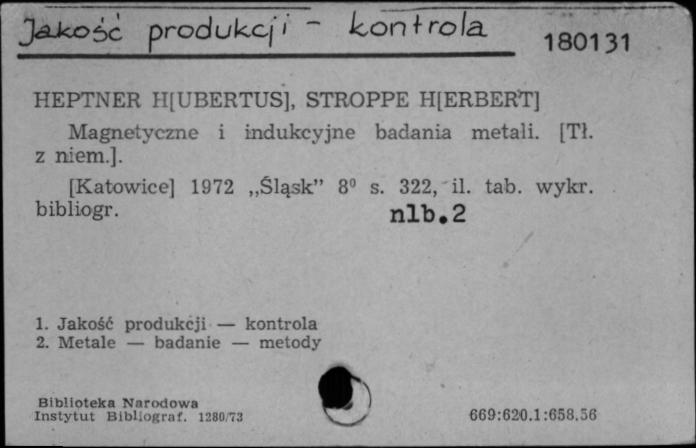 Jakość produkcji - kontrola
180131
HEPTNER H[UBERTUS], STROPPE H[ERBERT]
Magnetyczne i indukcyjne badania metali. [Tł.
z niem.].
[Katowice] 1972 „Śląsk” 8⁰ s. 322, il. tab. wykr.
bibliogr.
nlb.2
1. Jakość produkcji — kontrola
2. Metale — badanie — metody
Biblioteka Narodowa
Instytut Bibliograf. 1280/73
669:620.1:658.56